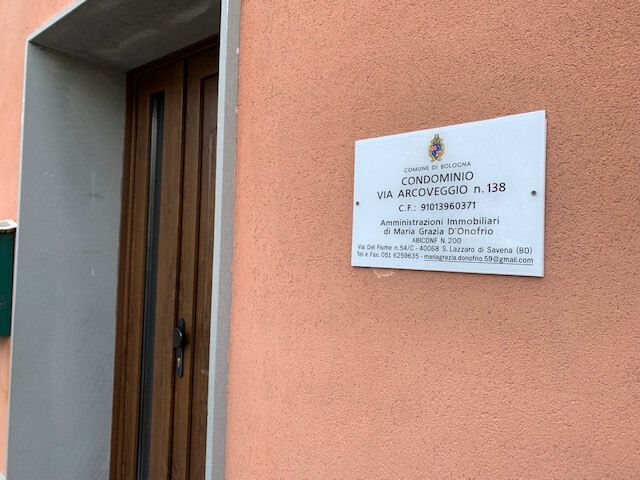 COMUNE DI BOLOGNA
CONDOMINIO
VIA ARCOVEGGIO n. 138
C.F.: 91013960371
Amministrazioni Immobiliari
di Maria Grazia D'Onofrio
ABICONF N. 200
Via Del Fiume n.54/C - 40068 S. Lazzaro di Savena (BO)
Tel. e Fax: 051 6259635 - mariagrazia.donofrio.59@gmail.com